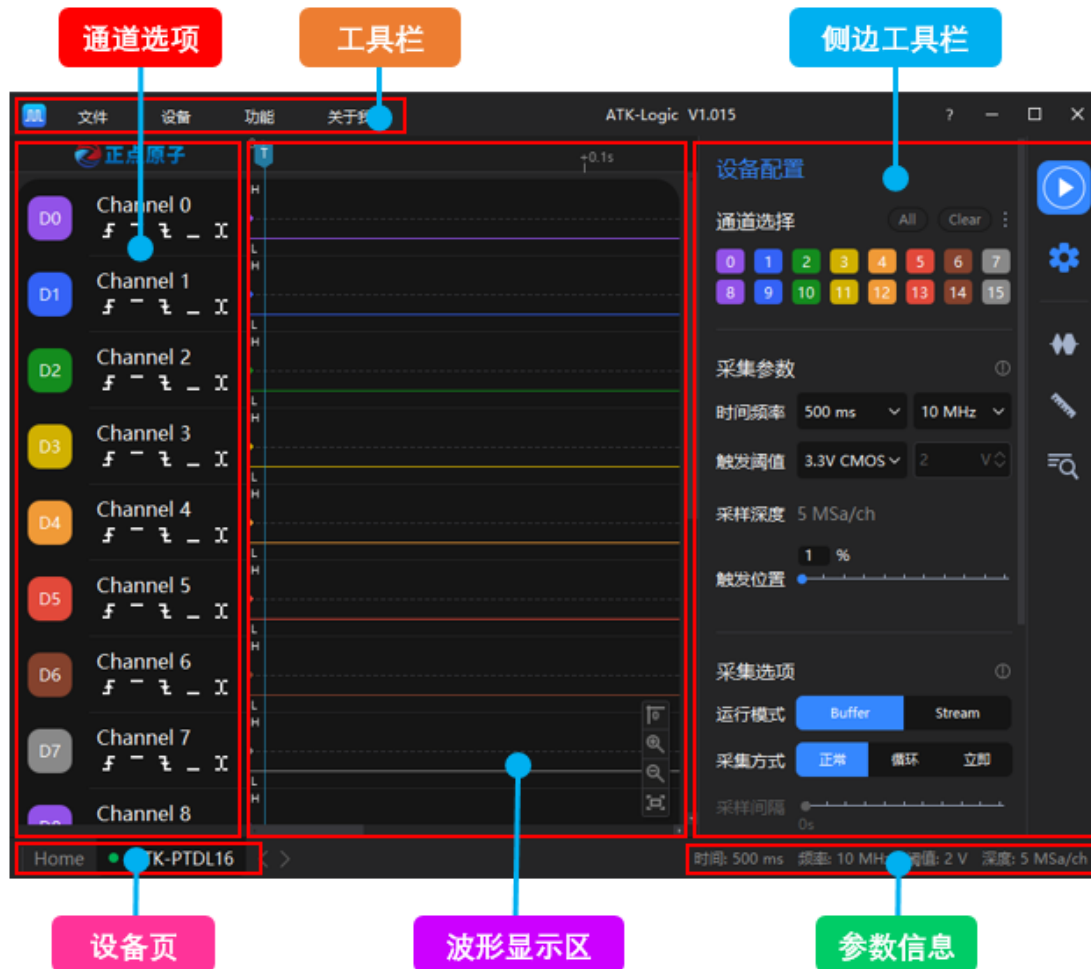 通道选项
工具栏
侧边工具栏
文件 设备 功能 关于我
ATK-Logic V1.015
?
正点原子
T
+0.1s
D0 Channel 0
D1 Channel 1
D2 Channel 2
D3 Channel 3
D4 Channel 4
D5 Channel 5
D6 Channel 6
D7 Channel 7
Channel 8
H
L
H
L
H
L
H
L
H
L
H
L
H
L
H
L
H
设备配置
通道选择 All Clear
0 1 2 3 4 5 6 7
8 9 10 11 12 13 14 15
采集参数
时间频率 500 ms 10 MHz
触发阈值 3.3V CMOS 2 V
采样深度 5 MSa/ch
1 %
触发位置
采集选项
运行模式 Buffer Stream
采集方式 正常 循环 立即
采样间隔
0s
Home TK-PTDL16
时间: 500 ms 频率: 10 MHz 阈值: 2 V 深度: 5 MSa/ch
设备页
波形显示区
参数信息